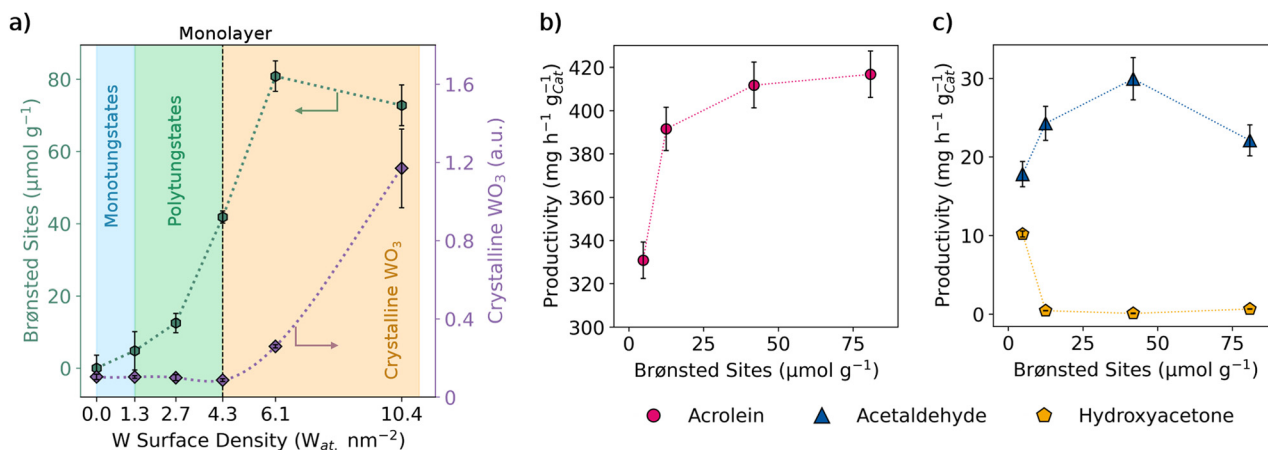 a)
Monolayer
Brønsted Sites (μmol g⁻¹)
80
60
40
20
0
Monotungstates
Polytungstates
Crystalline WO₃
1.6
1.2
0.8
0.4
0
Crystalline WO₃ (a.u.)
0.0 1.3 2.7 4.3 6.1 10.4
W Surface Density (W_at. nm⁻²)
b)
Productivity (mg h⁻¹ g⁻¹_Cat)
420
400
380
360
340
320
300
0 25 50 75
Brønsted Sites (μmol g⁻¹)
c)
Productivity (mg h⁻¹ g⁻¹_Cat)
30
20
10
0
0 25 50 75
Brønsted Sites (μmol g⁻¹)
Acrolein Acetaldehyde Hydroxyacetone